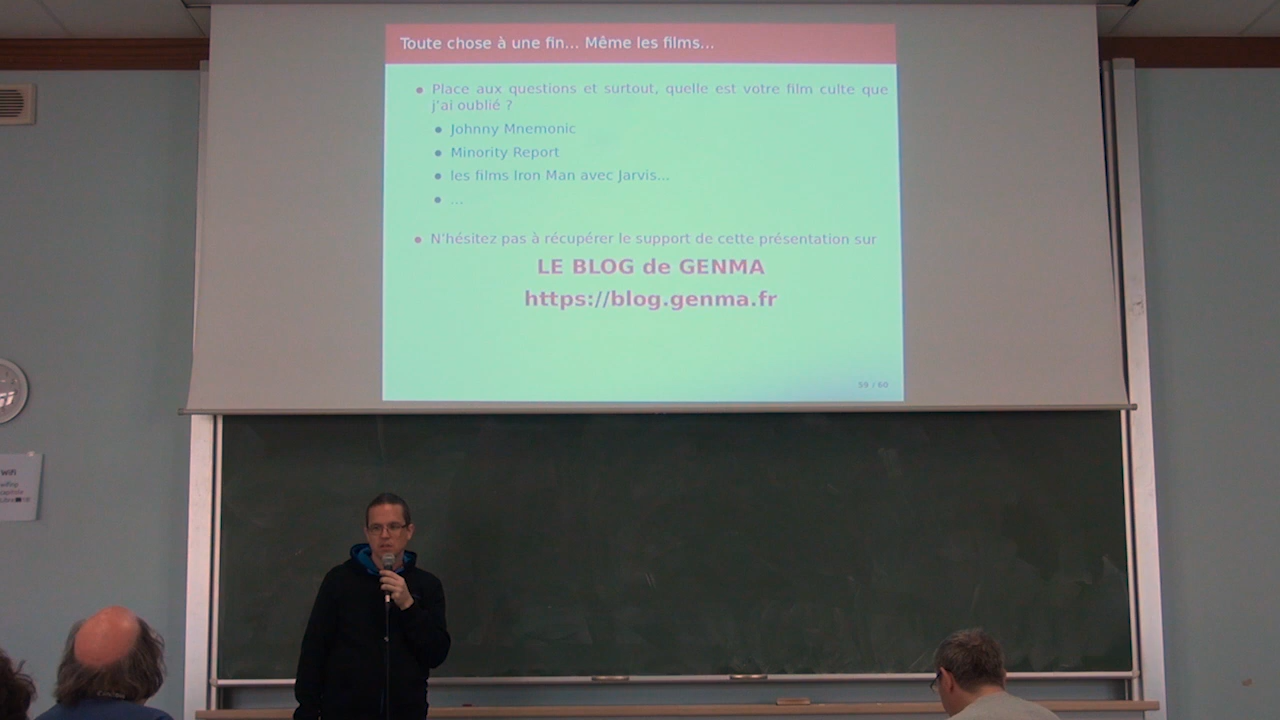 Toute chose à une fin... Même les films...
Place aux questions et surtout, quelle est votre film culte que
j'ai oublié ?
Johnny Mnemonic
Minority Report
les films Iron Man avec Jarvis...
...
N'hésitez pas à récupérer le support de cette présentation sur
LE BLOG de GENMA
https://blog.genma.fr
59 / 60